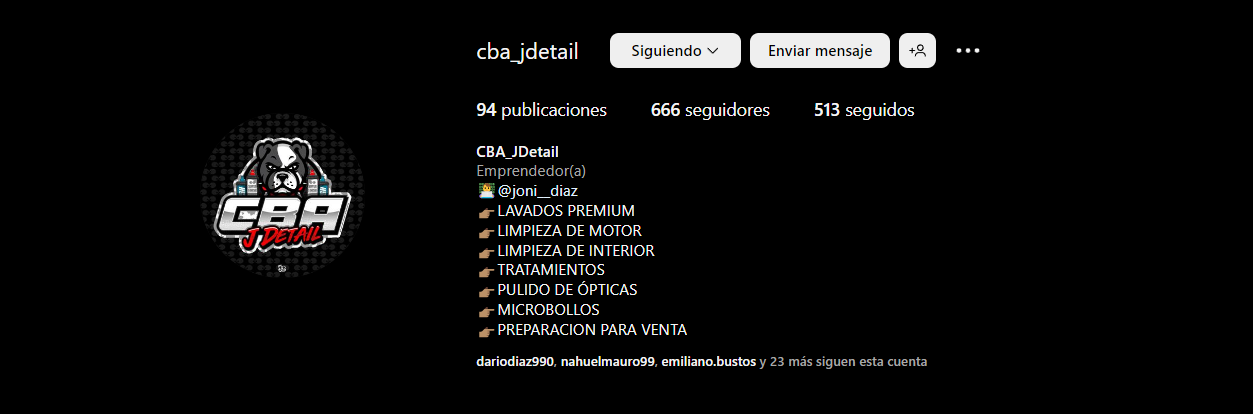 cba_jdetail Siguiendo Enviar mensaje
94 publicaciones 666 seguidores 513 seguidos
CBA_JDetail
Emprendedor(a)
@joni__diaz
LAVADOS PREMIUM
LIMPIEZA DE MOTOR
LIMPIEZA DE INTERIOR
TRATAMIENTOS
PULIDO DE ÓPTICAS
MICROBOLLOS
PREPARACION PARA VENTA
dariodiaz990, nahuelmauro99, emiliano.bustos y 23 más siguen esta cuenta
CBA
J DETAIL